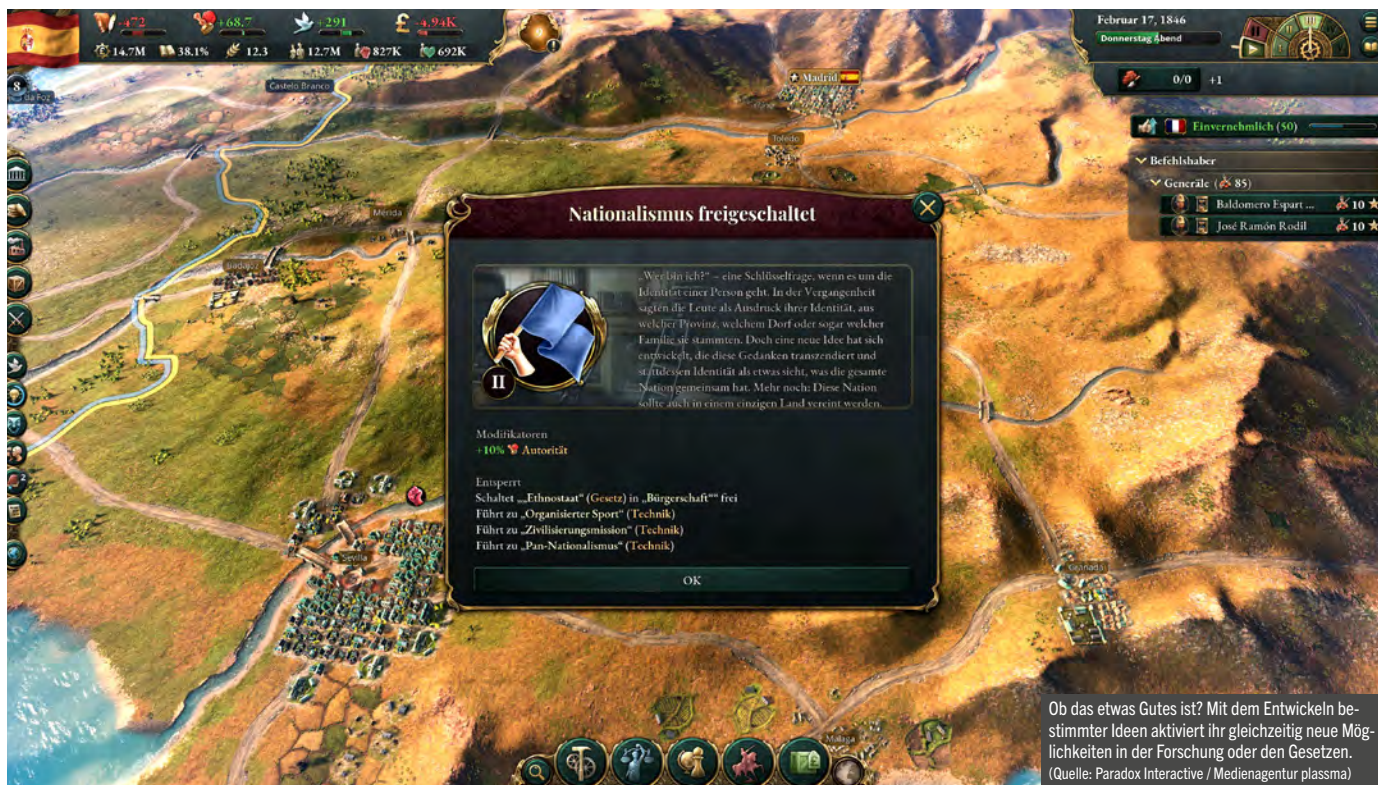 -472
+68.7
+291
£ -4.94K
14.7M
38.1%
12.3
12.7M
827K
692K
Februar 17, 1846
Donnerstag Abend
0/0 +1
Einvernehmlich (50)
Befehlshaber
Generäle (85)
Baldomero Espart ... 10
José Ramón Rodil 10
8
da Foz
Castelo Branco
Madrid
Toledo
Mérida
Badajoz
Sevilla
Granada
Malaga
2
Nationalismus freigeschaltet
„Wer bin ich?“ – eine Schlüsselfrage, wenn es um die
Identität einer Person geht. In der Vergangenheit
sagten die Leute als Ausdruck ihrer Identität, aus
welcher Provinz, welchem Dorf oder sogar welcher
Familie sie stammten. Doch eine neue Idee hat sich
entwickelt, die diese Gedanken transzendiert und
stattdessen Identität als etwas sieht, was die gesamte
Nation gemeinsam hat. Mehr noch: Diese Nation
sollte auch in einem einzigen Land vereint werden.
II
Modifikatoren
+10% Autorität
Entsperrt
Schaltet „„Ethnostaat“ (Gesetz) in „Bürgerschaft““ frei
Führt zu „Organisierter Sport“ (Technik)
Führt zu „Zivilisierungsmission“ (Technik)
Führt zu „Pan-Nationalismus“ (Technik)
OK
Ob das etwas Gutes ist? Mit dem Entwickeln be-
stimmter Ideen aktiviert ihr gleichzeitig neue Mög-
lichkeiten in der Forschung oder den Gesetzen.
(Quelle: Paradox Interactive / Medienagentur plassma)